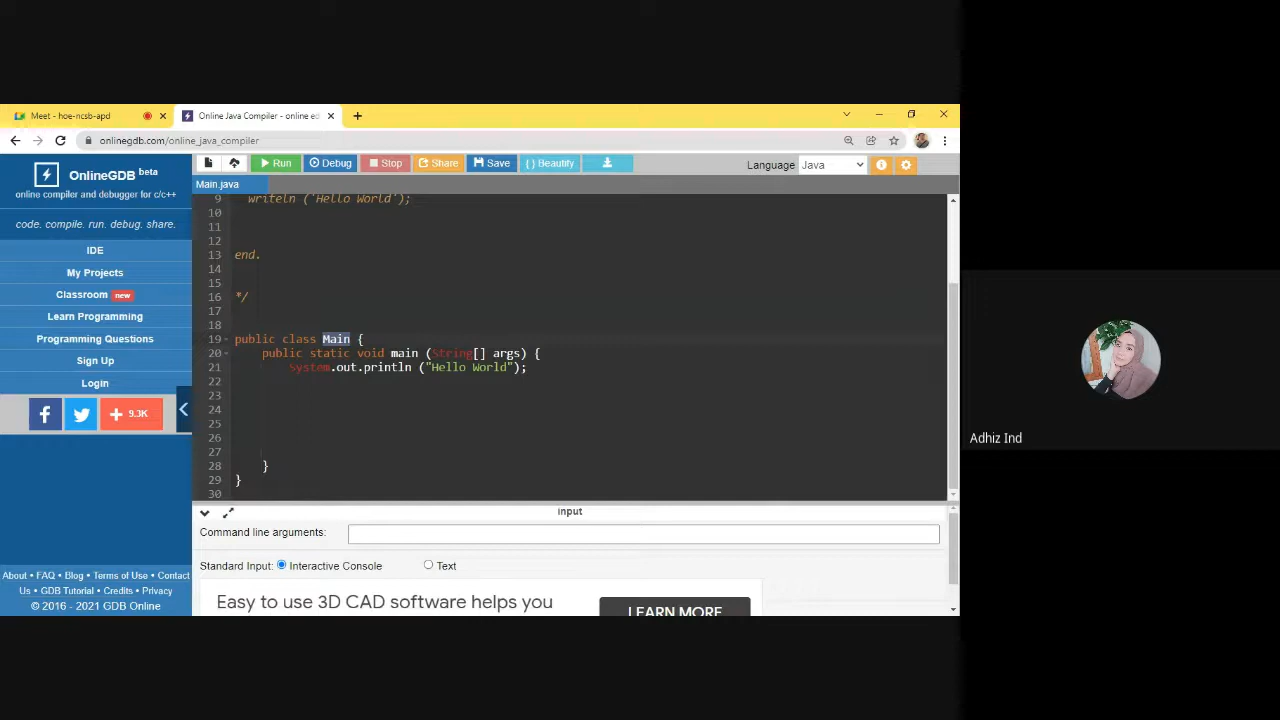 Meet - hoe-ncsb-apd
Online Java Compiler - online ed
onlinegdb.com/online_java_compiler
OnlineGDB beta
online compiler and debugger for c/c++
code. compile. run. debug. share.
IDE
My Projects
Classroom new
Learn Programming
Programming Questions
Sign Up
Login
9.3K
About • FAQ • Blog • Terms of Use • Contact
Us • GDB Tutorial • Credits • Privacy
© 2016 - 2021 GDB Online
Run Debug Stop Share Save { } Beautify
Language Java
Main.java
9 writeln ('Hello World');
10
11
12
13 end.
14
15
16 */
17
18
19 public class Main {
20 public static void main (String[] args) {
21 System.out.println ("Hello World");
22
23
24
25
26
27
28 }
29 }
30
input
Command line arguments:
Standard Input: Interactive Console Text
Easy to use 3D CAD software helps you
LEARN MORE
Adhiz Ind